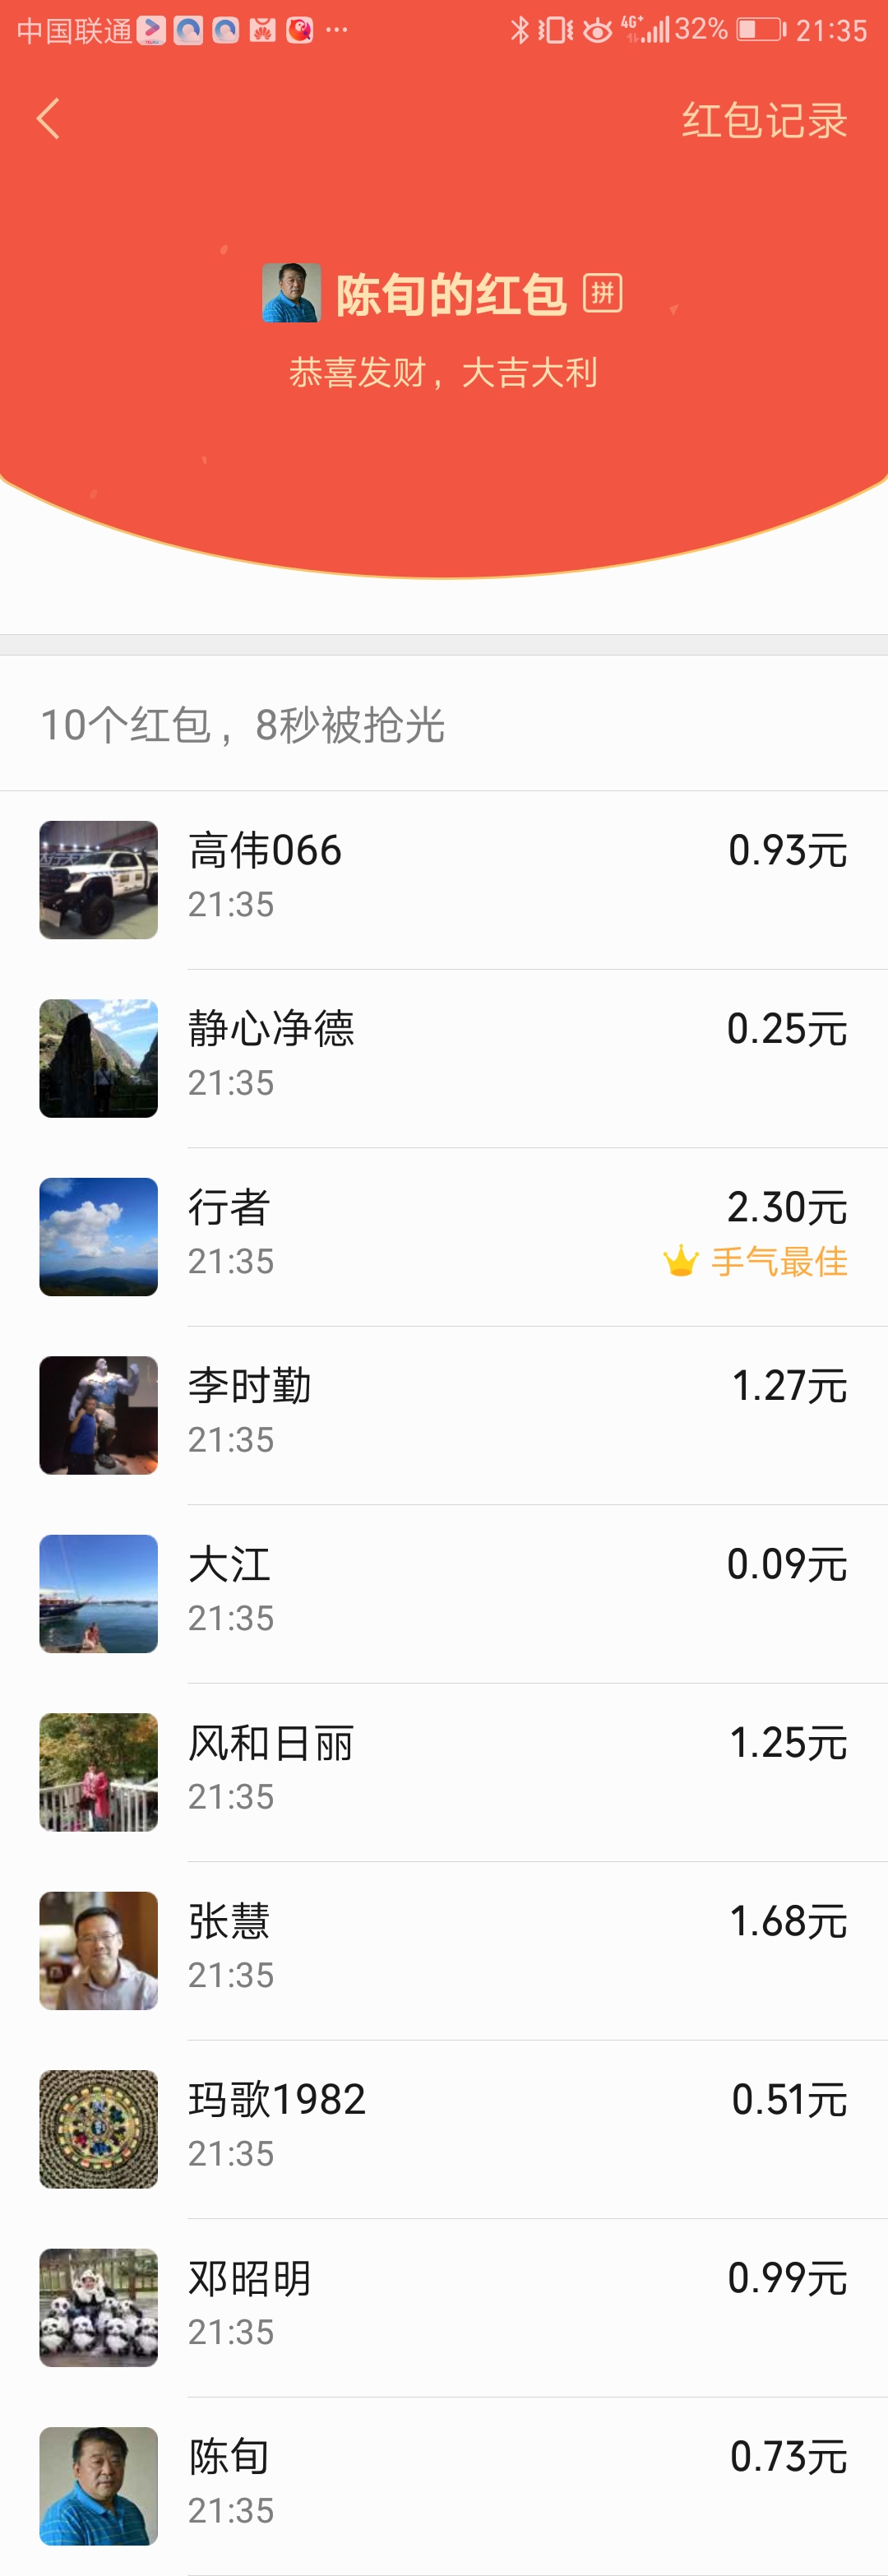 中国联通 4G+ 32% 21:35
红包记录
陈旬的红包 拼
恭喜发财，大吉大利
10个红包，8秒被抢光
高伟066 0.93元
21:35
静心净德 0.25元
21:35
行者 2.30元
21:35 手气最佳
李时勤 1.27元
21:35
大江 0.09元
21:35
风和日丽 1.25元
21:35
张慧 1.68元
21:35
玛歌1982 0.51元
21:35
邓昭明 0.99元
21:35
陈旬 0.73元
21:35